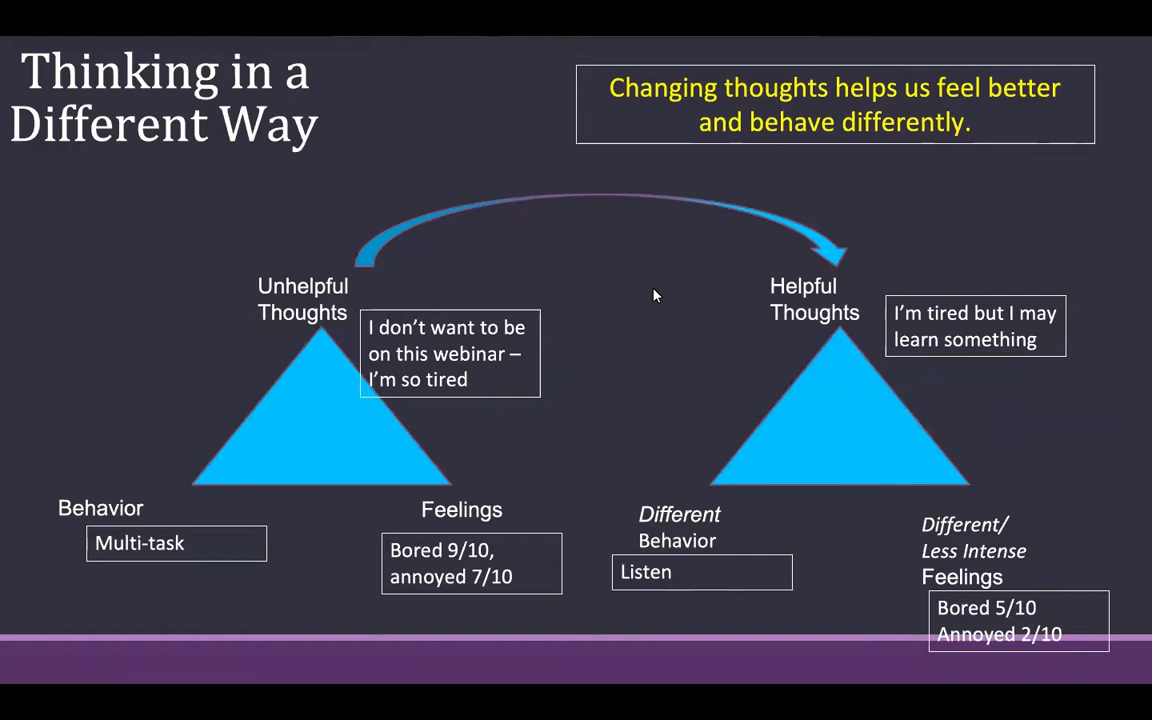 Thinking in a
Different Way
Changing thoughts helps us feel better
and behave differently.
Unhelpful
Thoughts
I don’t want to be
on this webinar –
I’m so tired
Behavior
Multi-task
Feelings
Bored 9/10,
annoyed 7/10
Helpful
Thoughts
I’m tired but I may
learn something
Different
Behavior
Listen
Different/
Less Intense
Feelings
Bored 5/10
Annoyed 2/10